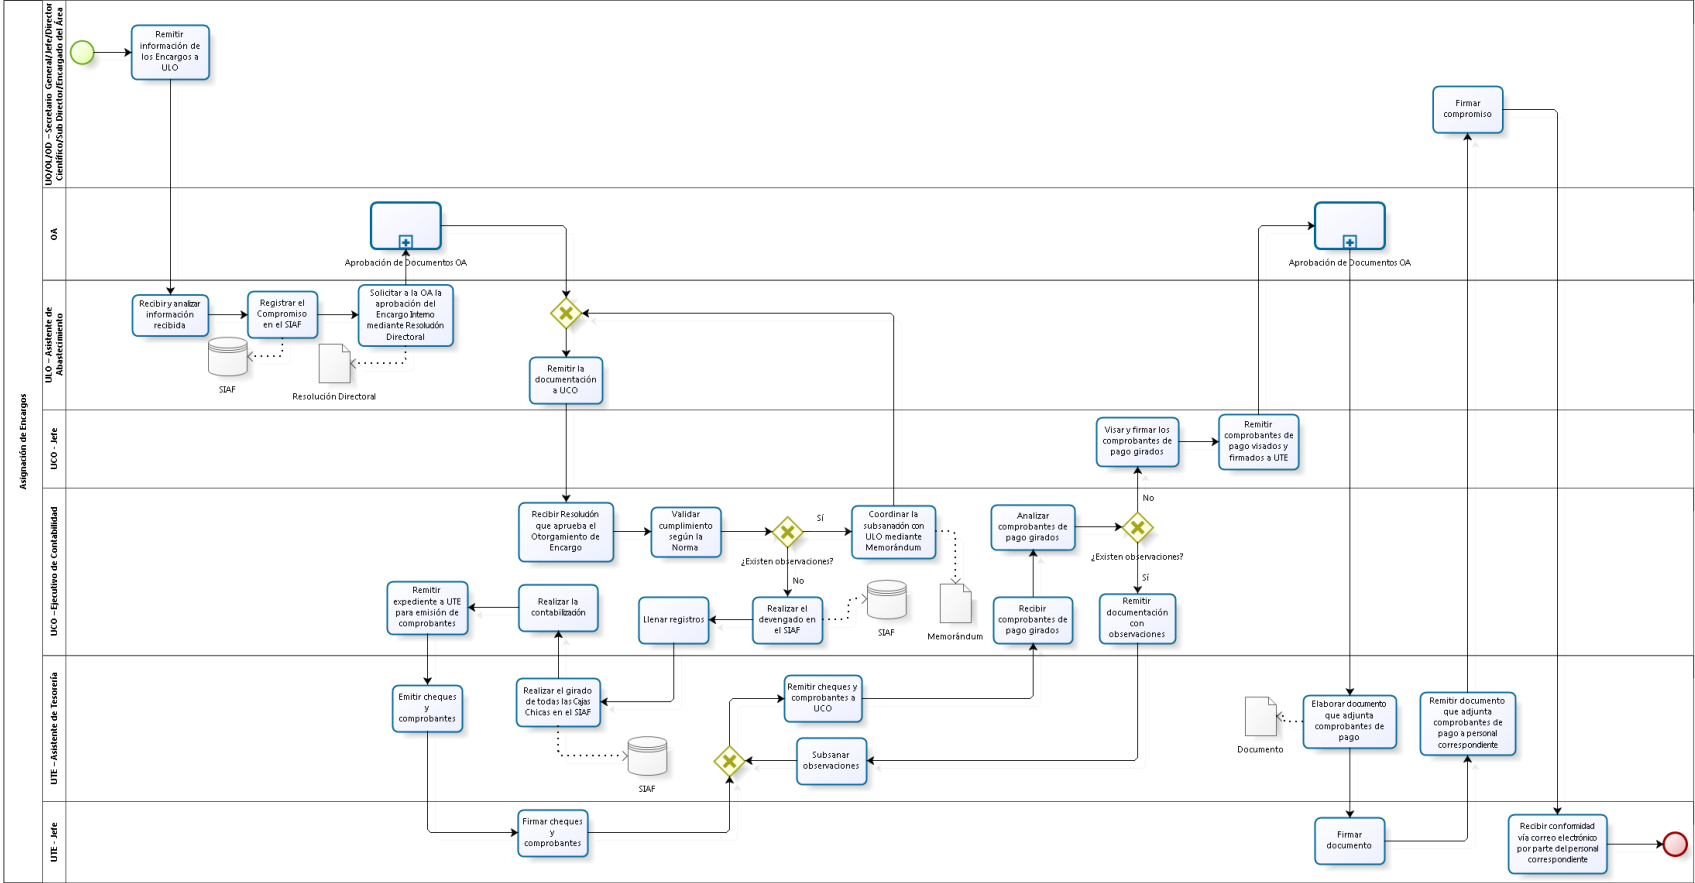 Asignación de Encargos
UO/OL/OD – Secretario General/Jefe/Director
Científico/Sub Director/Encargado del Área
Remitir
información de
los Encargos a
ULO
Firmar
compromiso
OA
Aprobación de Documentos OA
Aprobación de Documentos OA
ULO – Asistente de
Abastecimiento
Recibir y analizar
información
recibida
Registrar el
Compromiso
en el SIAF
Solicitar a la OA la
aprobación del
Encargo Interno
mediante Resolución
Directoral
SIAF
Resolución Directoral
Remitir la
documentación
a UCO
UCO - Jefe
Visar y firmar los
comprobantes de
pago girados
Remitir
comprobantes de
pago visados y
firmados a UTE
UCO – Ejecutivo de Contabilidad
Recibir Resolución
que aprueba el
Otorgamiento de
Encargo
Validar
cumplimiento
según la
Norma
¿Existen observaciones?
Sí
No
Coordinar la
subsanación con
ULO mediante
Memorándum
Analizar
comprobantes de
pago girados
No
¿Existen observaciones?
Sí
Remitir
expediente a UTE
para emisión de
comprobantes
Realizar la
contabilización
Llenar registros
Realizar el
devengado en
el SIAF
SIAF
Memorándum
Recibir
comprobantes de
pago girados
Remitir
documentación
con
observaciones
UTE – Asistente de Tesorería
Emitir cheques
y
comprobantes
Realizar el girado
de todas las Cajas
Chicas en el SIAF
SIAF
Remitir cheques y
comprobantes a
UCO
Subsanar
observaciones
Documento
Elaborar documento
que adjunta
comprobantes de
pago
Remitir documento
que adjunta
comprobantes de
pago a personal
correspondiente
UTE - Jefe
Firmar cheques
y
comprobantes
Firmar
documento
Recibir conformidad
vía correo electrónico
por parte del personal
correspondiente